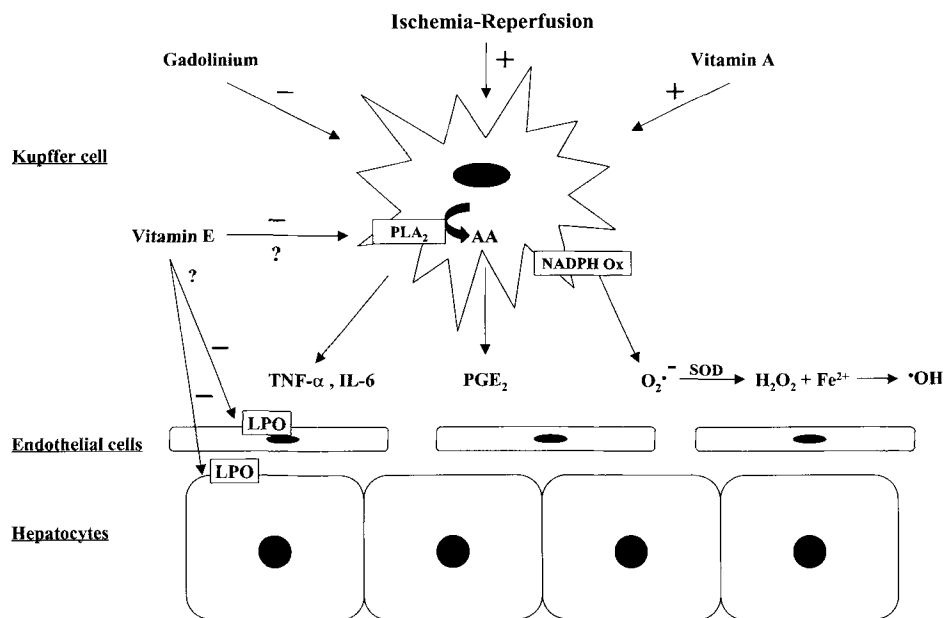 Ischemia-Reperfusion
Gadolinium
+
Vitamin A
−
+
Kupffer cell
Vitamin E
−
?
PLA₂
AA
NADPH Ox
?
−
−
TNF-α , IL-6
PGE₂
O₂·⁻
SOD
H₂O₂ + Fe²⁺
·OH
LPO
Endothelial cells
LPO
Hepatocytes